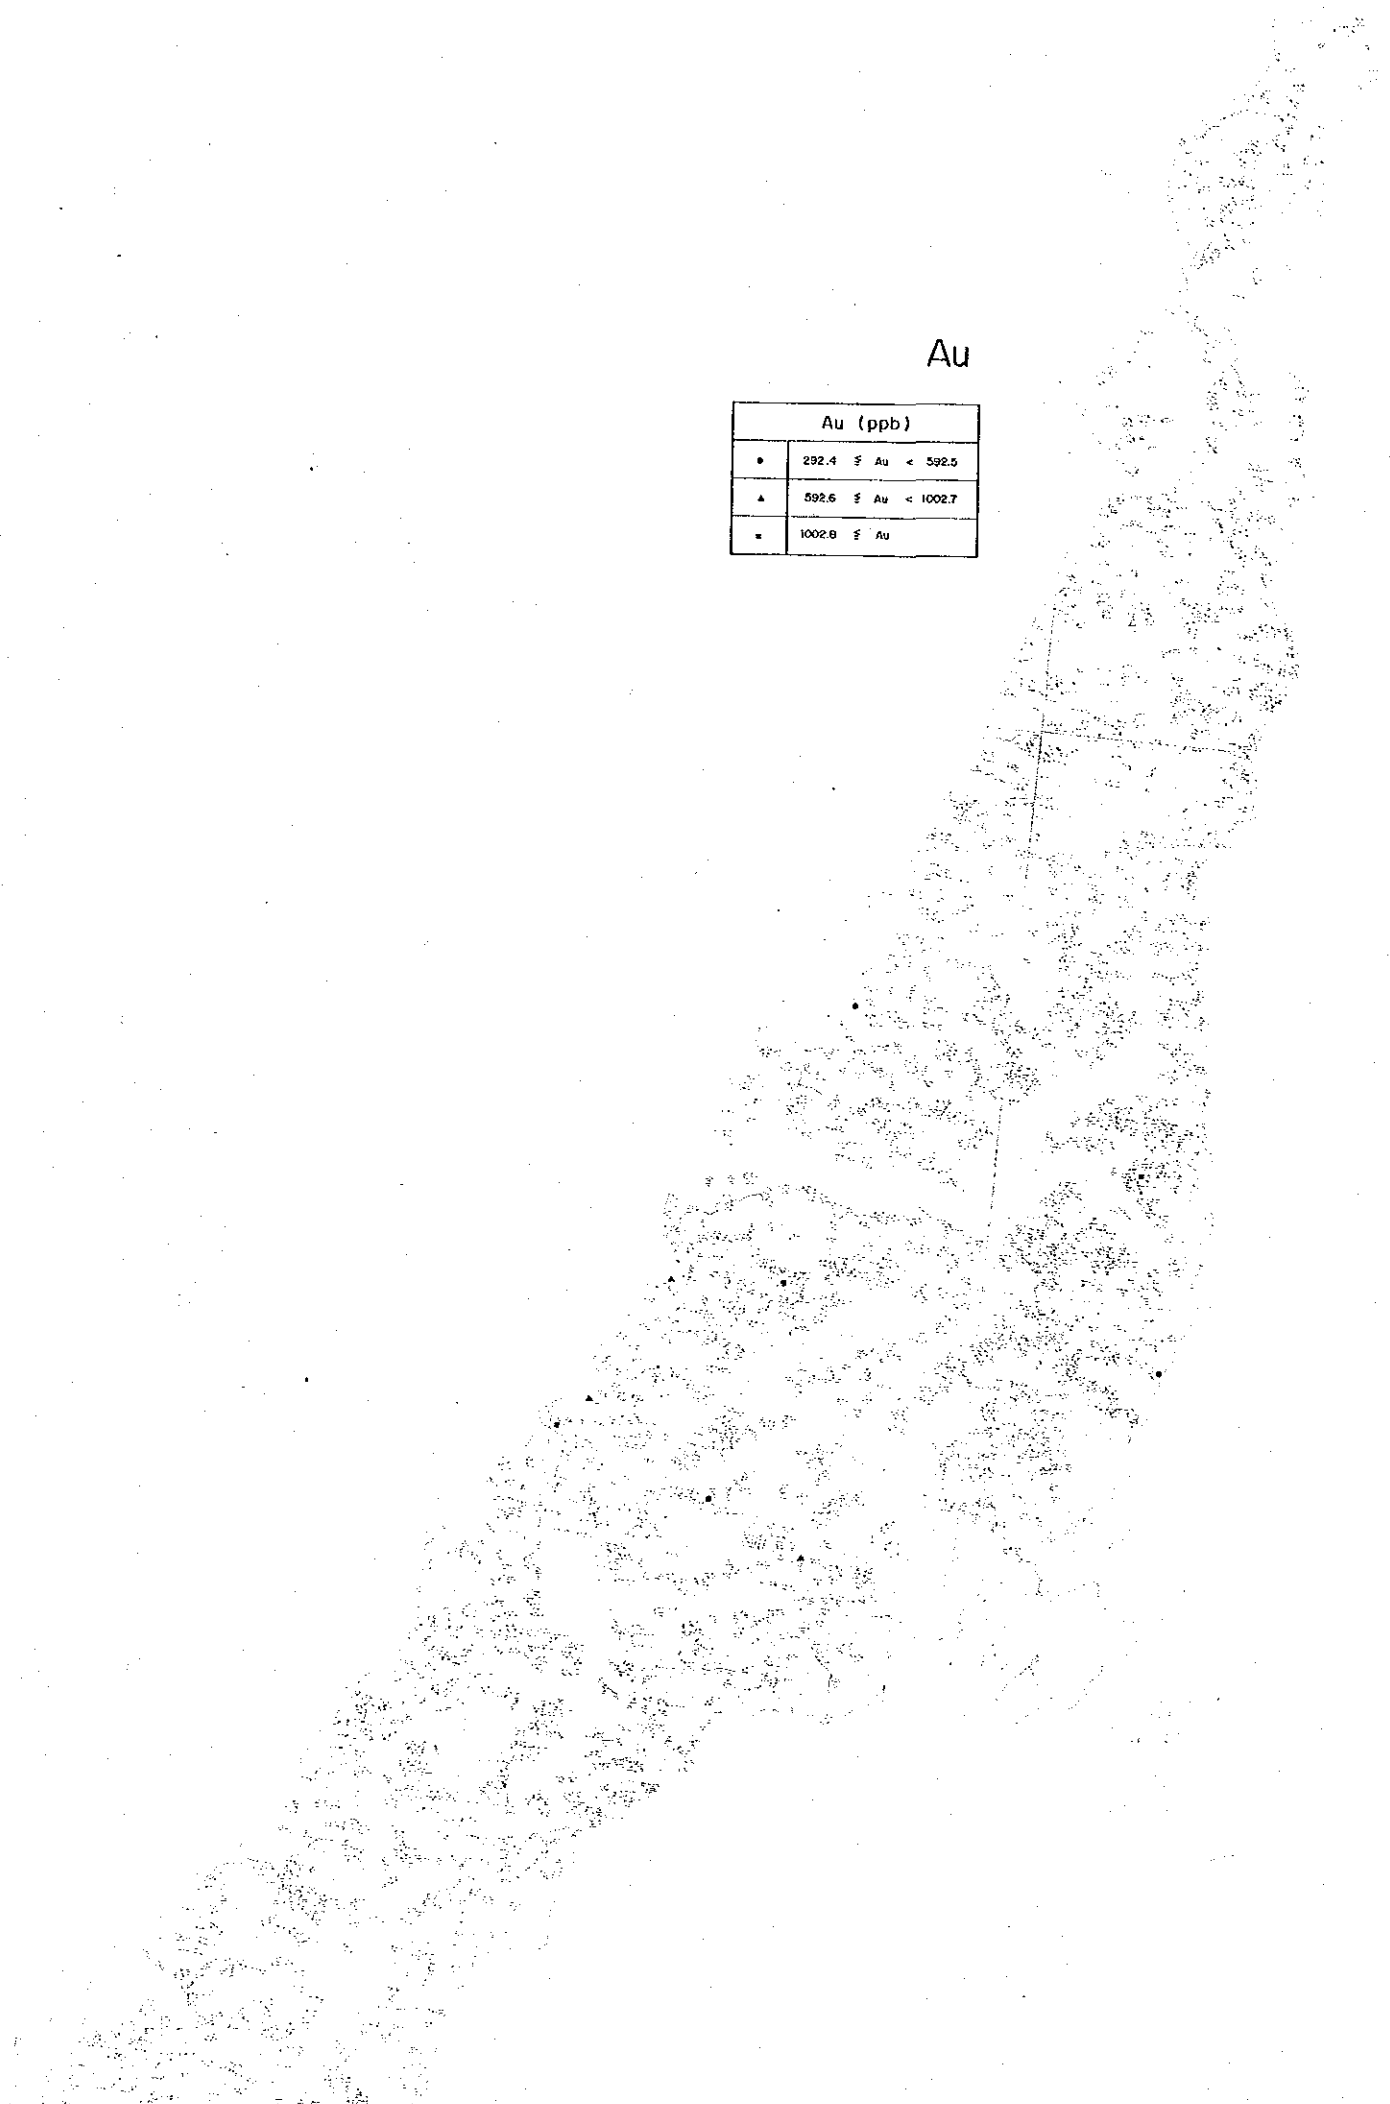 Au
Au (ppb)
292.4 ≦ Au < 592.5
592.6 ≦ Au < 1002.7
1002.8 ≦ Au